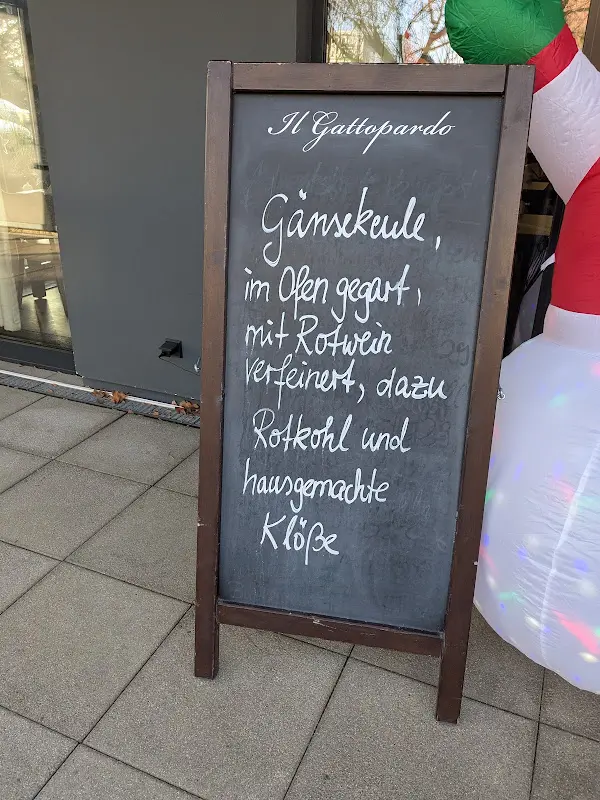 Il Gattopardo
Gänsekeule,
im Ofen gegart,
mit Rotwein
verfeinert, dazu
Rotkohl und
hausgemachte
Klöße